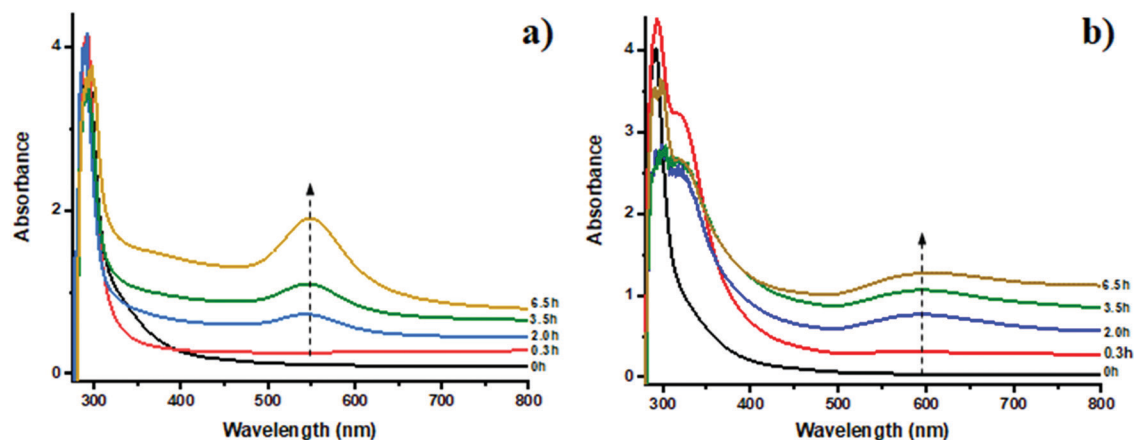 a)
Absorbance
4
2
0
6.5h
3.5h
2.0h
0.3h
0h
300 400 500 600 700 800
Wavelength (nm)
b)
Absorbance
4
3
2
1
0
6.5h
3.5h
2.0h
0.3h
0h
300 400 500 600 700 800
Wavelength (nm)